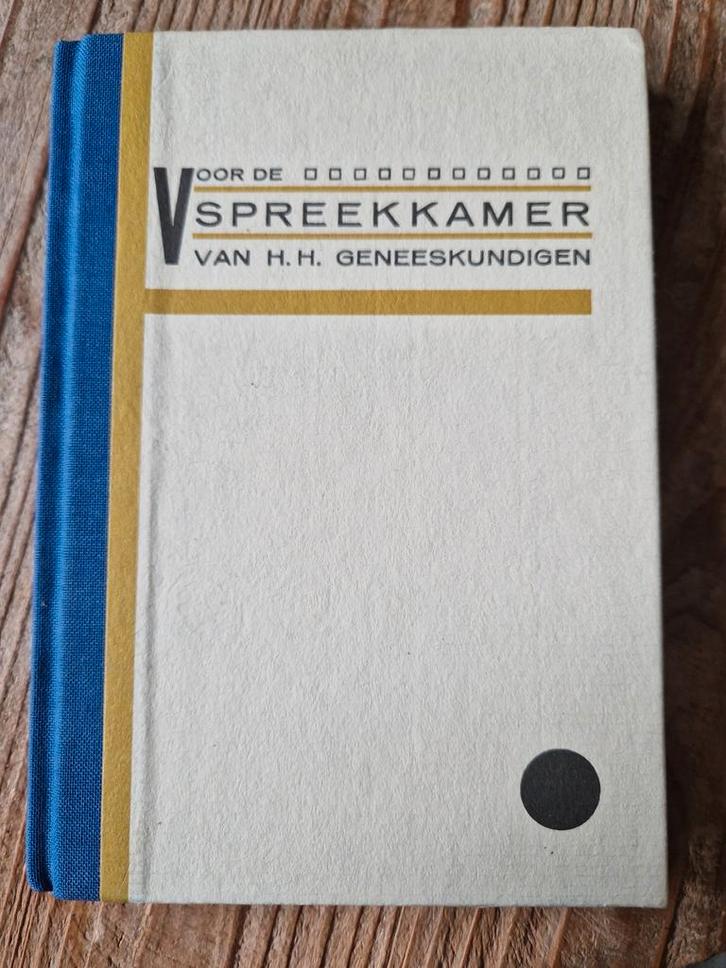 VOOR DE
SPREEKKAMER
VAN H. H. GENEESKUNDIGEN